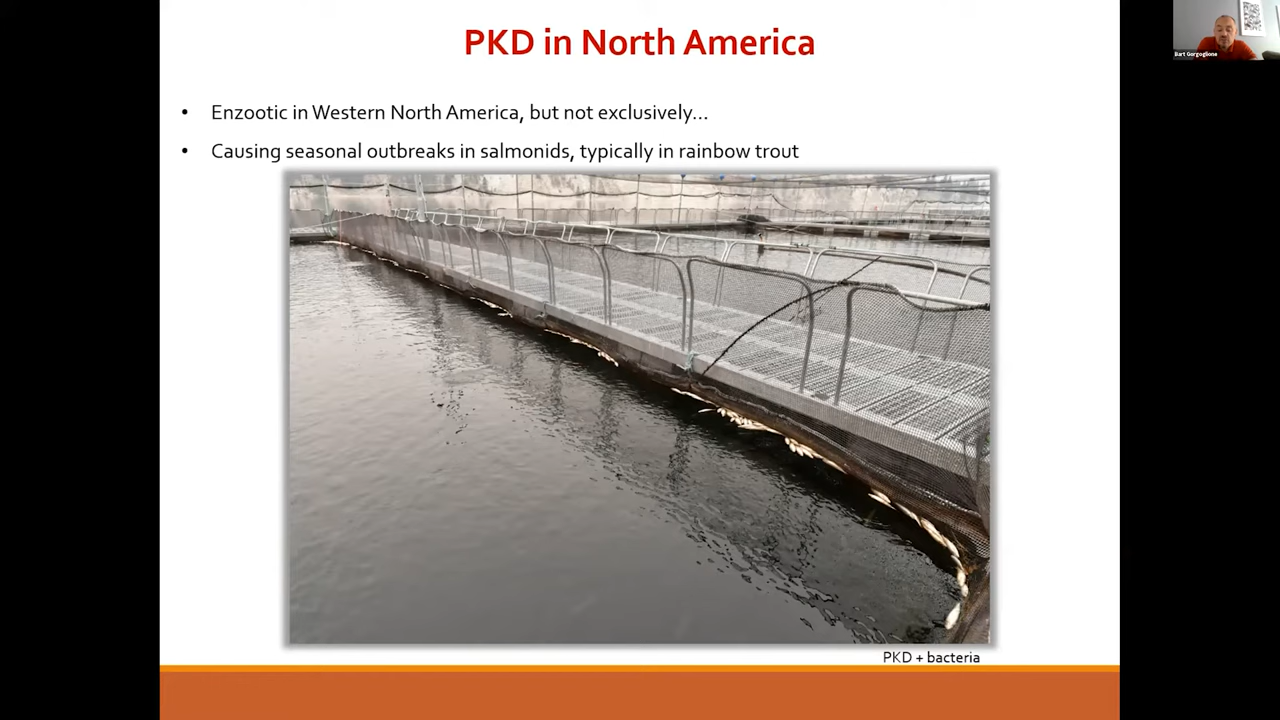 PKD in North America
Bart Gorgoglione
• Enzootic in Western North America, but not exclusively...
• Causing seasonal outbreaks in salmonids, typically in rainbow trout
PKD + bacteria